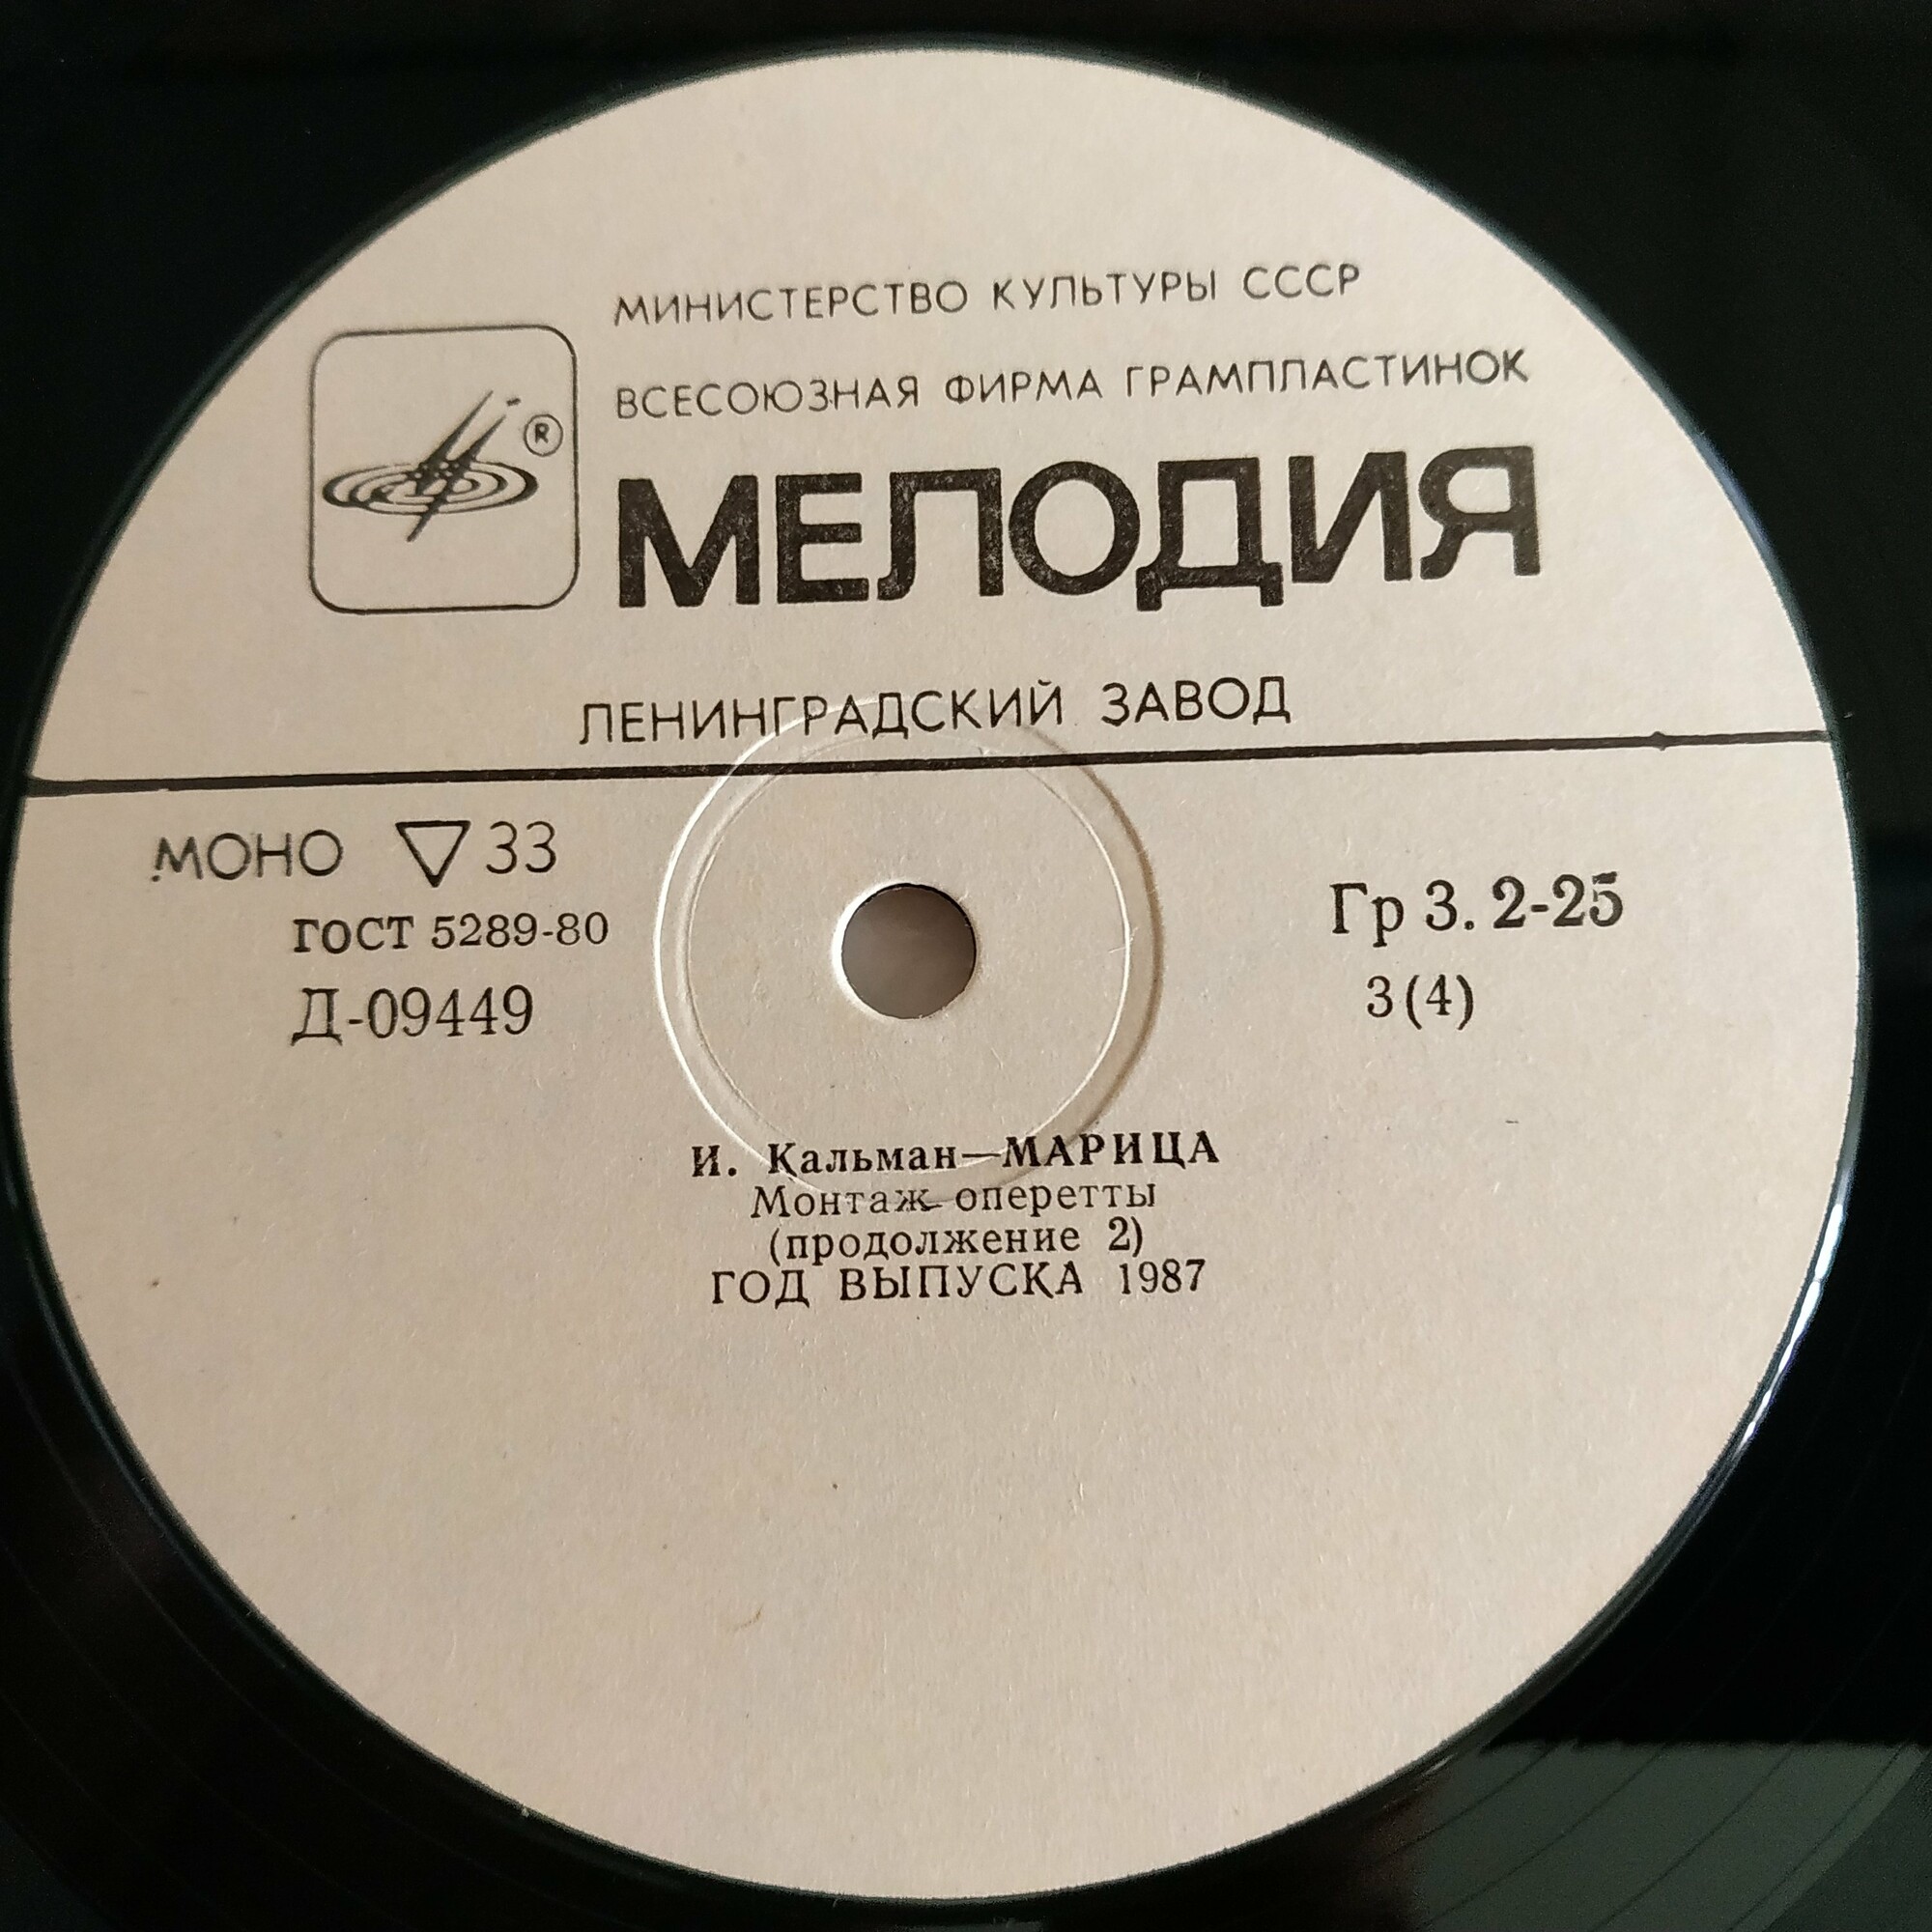 МИНИСТЕРСТВО КУЛЬТУРЫ СССР
ВСЕСОЮЗНАЯ ФИРМА ГРАМПЛАСТИНОК
®
МЕЛОДИЯ
ЛЕНИНГРАДСКИЙ ЗАВОД
МОНО ▽ 33
ГОСТ 5289-80
Д-09449
Гр 3. 2-25
3(4)
И. Кальман—МАРИЦА
Монтаж оперетты
(продолжение 2)
ГОД ВЫПУСКА 1987